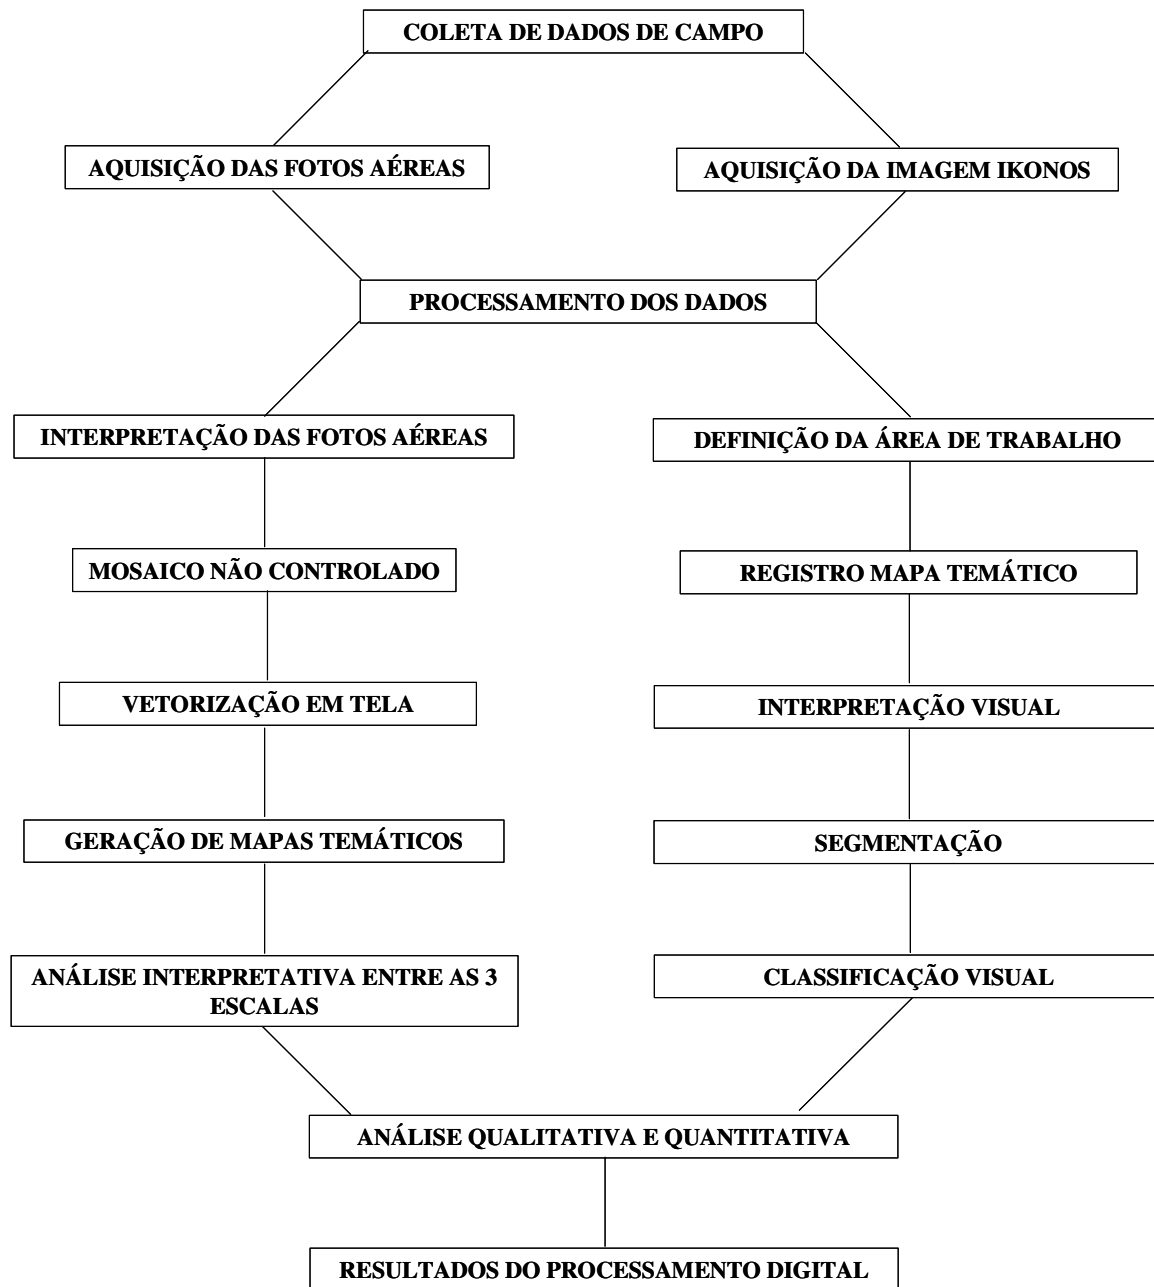 COLETA DE DADOS DE CAMPO
AQUISIÇÃO DAS FOTOS AÉREAS
AQUISIÇÃO DA IMAGEM IKONOS
PROCESSAMENTO DOS DADOS
INTERPRETAÇÃO DAS FOTOS AÉREAS
DEFINIÇÃO DA ÁREA DE TRABALHO
MOSAICO NÃO CONTROLADO
REGISTRO MAPA TEMÁTICO
VETORIZAÇÃO EM TELA
INTERPRETAÇÃO VISUAL
GERAÇÃO DE MAPAS TEMÁTICOS
SEGMENTAÇÃO
ANÁLISE INTERPRETATIVA ENTRE AS 3
ESCALAS
CLASSIFICAÇÃO VISUAL
ANÁLISE QUALITATIVA E QUANTITATIVA
RESULTADOS DO PROCESSAMENTO DIGITAL